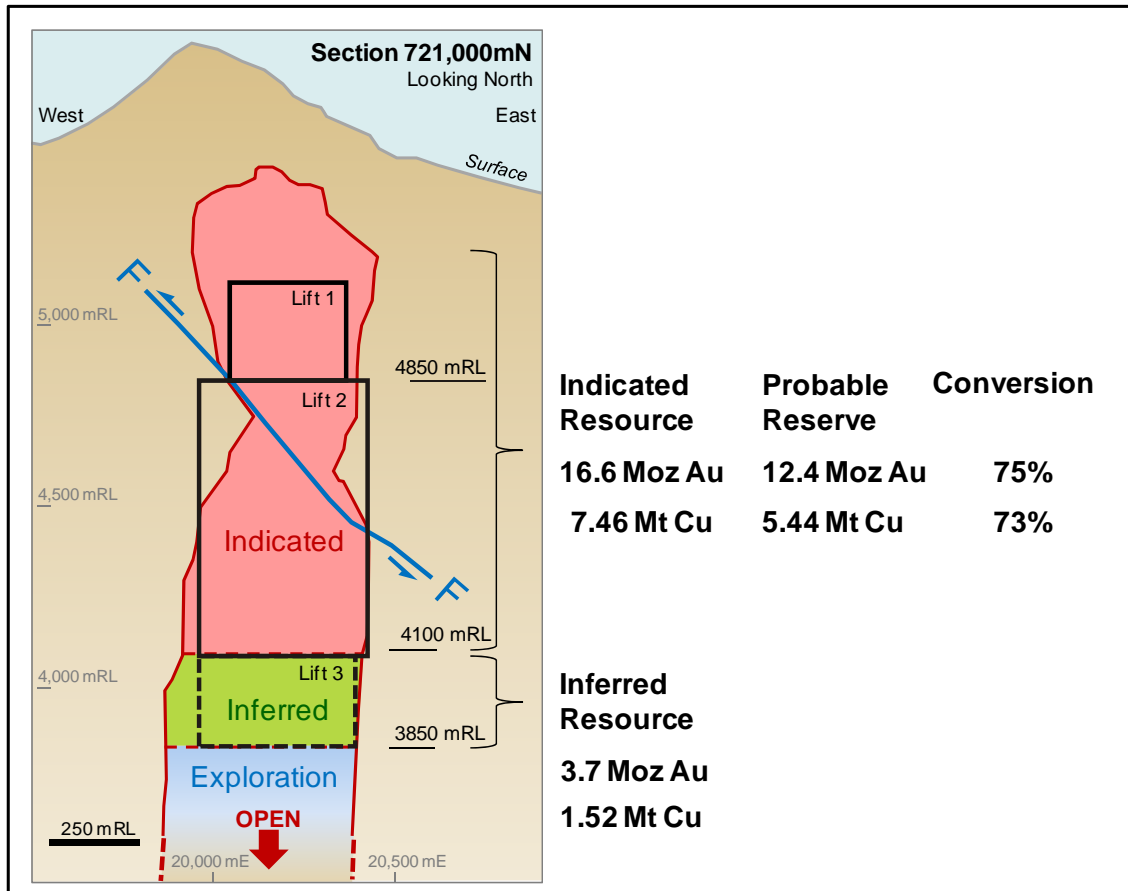 Section 721,000mN
Looking North
West
East
Surface
F
Lift 1
5,000 mRL
4850 mRL
Lift 2
4,500 mRL
Indicated
F
4100 mRL
Lift 3
4,000 mRL
Inferred
3850 mRL
Exploration
OPEN
250 mRL
20,000 mE
20,500 mE
Indicated Resource
Probable Reserve
Conversion
16.6 Moz Au
12.4 Moz Au
75%
7.46 Mt Cu
5.44 Mt Cu
73%
Inferred
Resource
3.7 Moz Au
1.52 Mt Cu